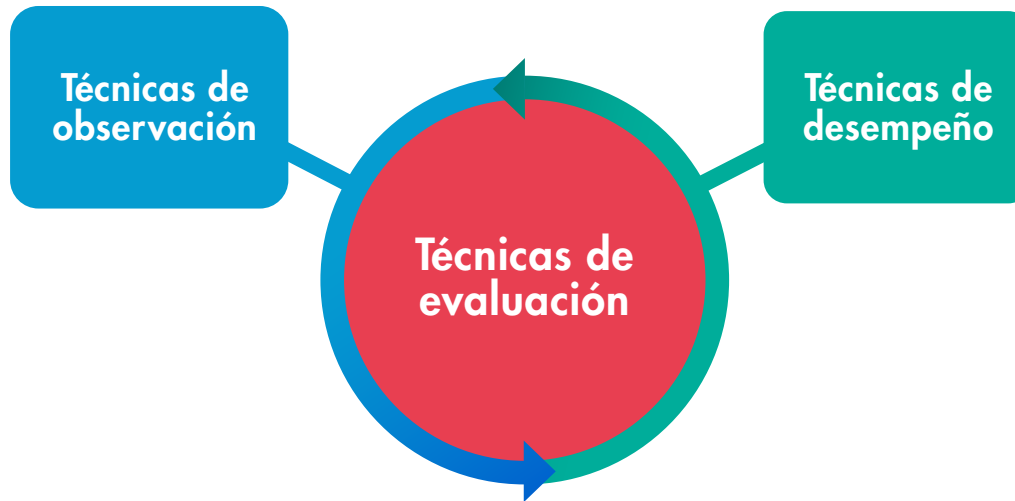 Técnicas de
observación
Técnicas de
desempeño
Técnicas de
evaluación